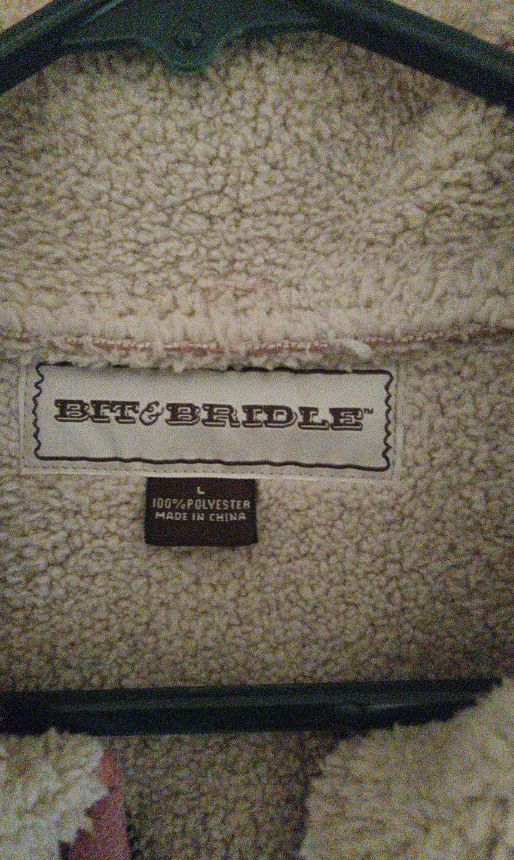 BIT&BRIDLE™
L
100%POLYESTER
MADE IN CHINA